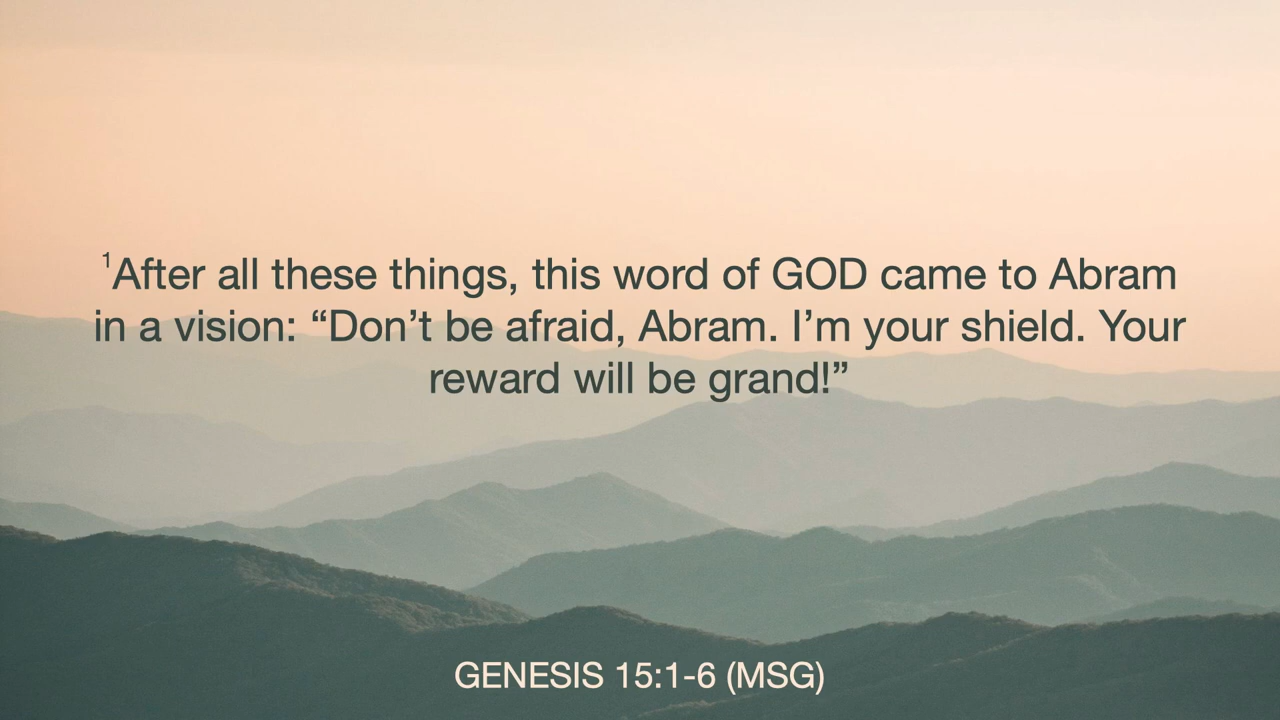 ¹After all these things, this word of GOD came to Abram
in a vision: “Don’t be afraid, Abram. I’m your shield. Your
reward will be grand!”
GENESIS 15:1-6 (MSG)